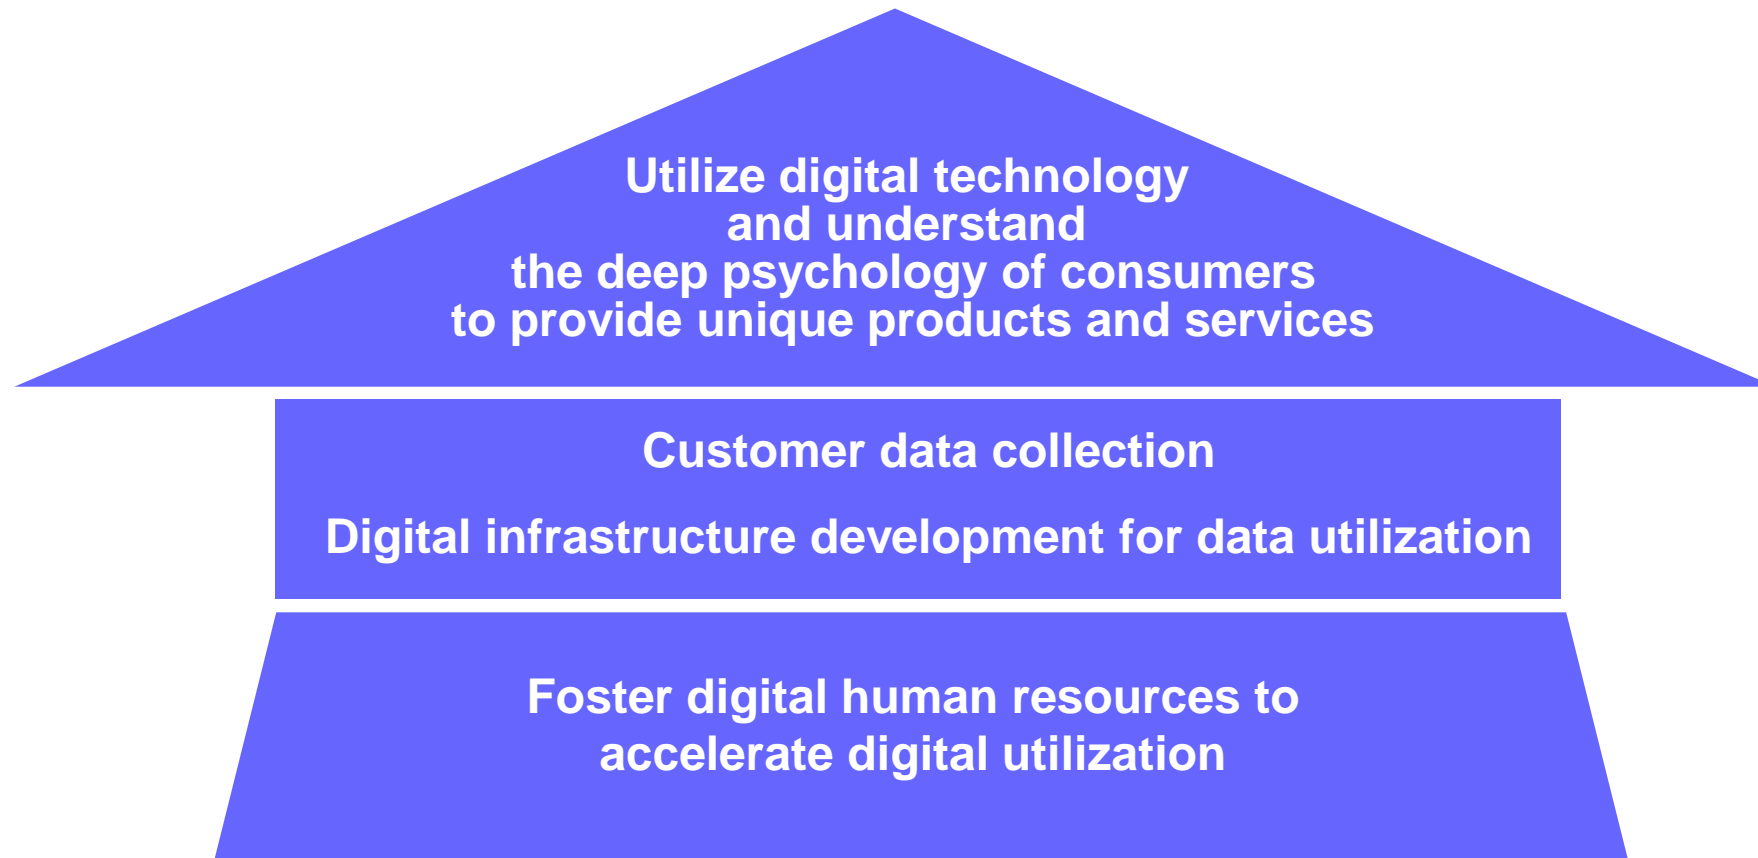 Utilize digital technology
and understand
the deep psychology of consumers
to provide unique products and services
Customer data collection
Digital infrastructure development for data utilization
Foster digital human resources to
accelerate digital utilization